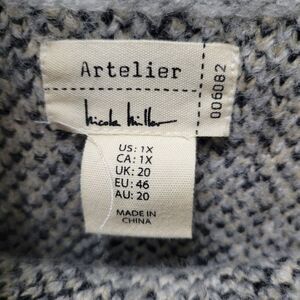 Artelier
nicole miller
006082
US: 1X
CA: 1X
UK: 20
EU: 46
AU: 20
MADE IN
CHINA